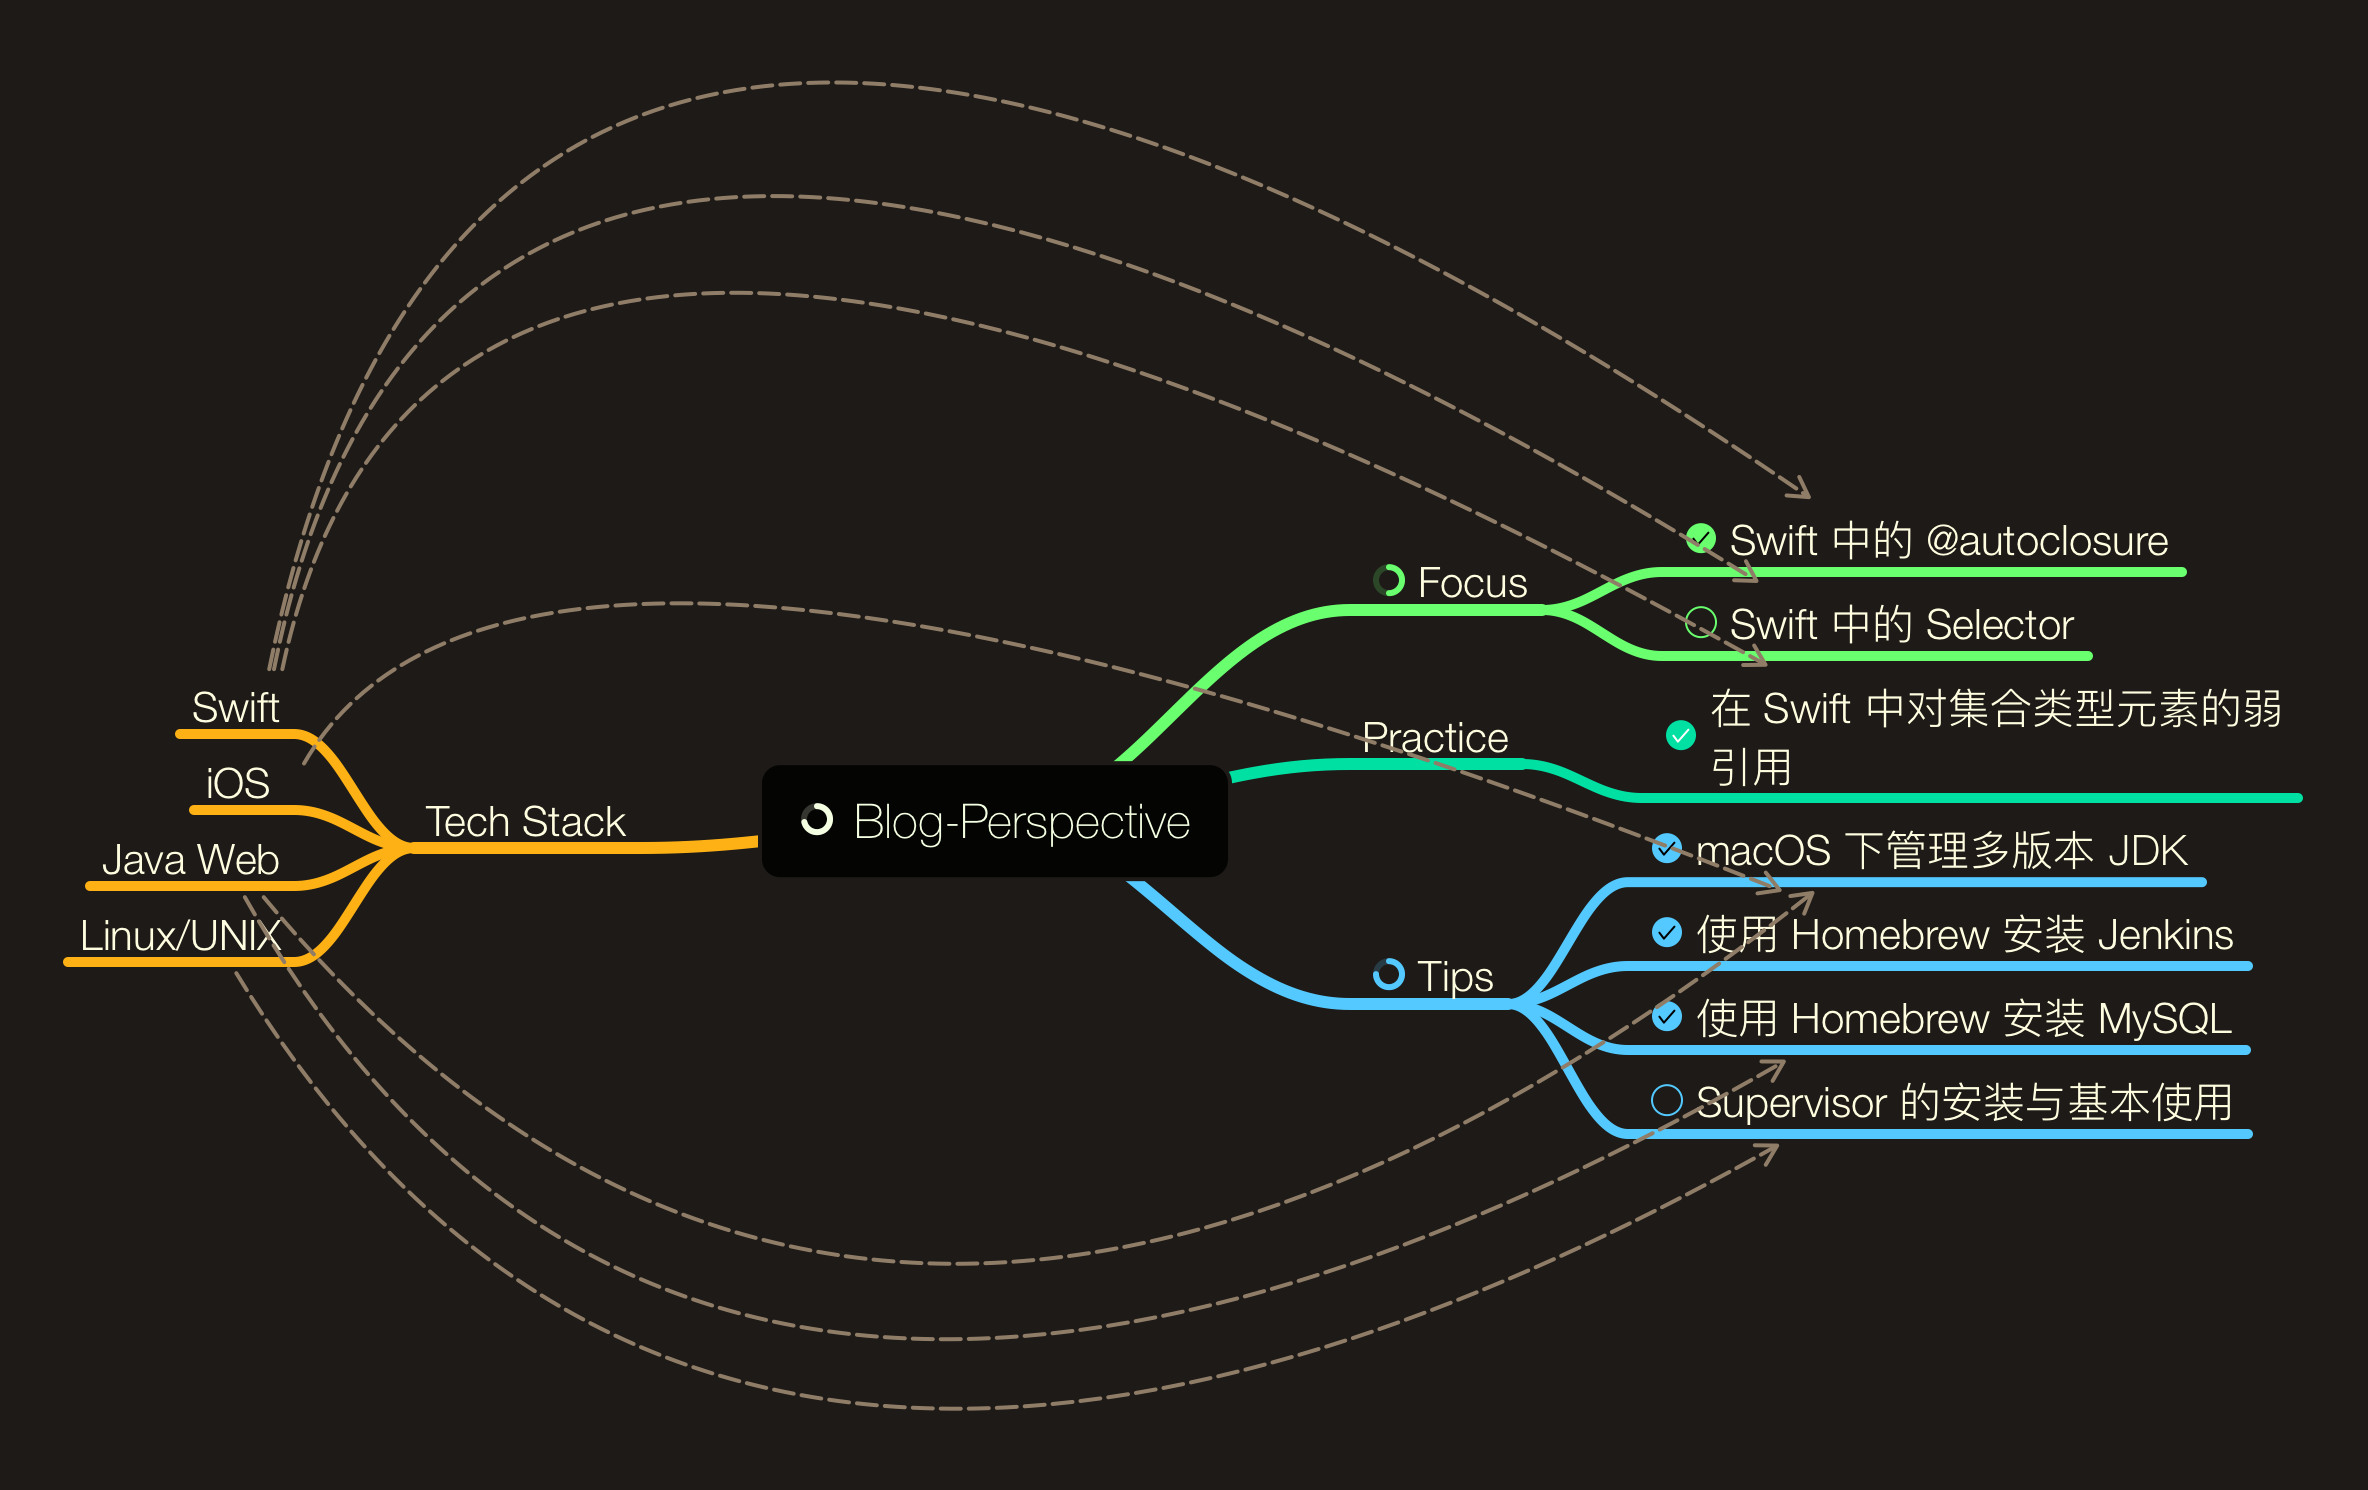 Swift
iOS
Java Web
Linux/UNIX
Tech Stack
Blog-Perspective
Focus
Swift 中的 @autoclosure
Swift 中的 Selector
Practice
在 Swift 中对集合类型元素的弱
引用
Tips
macOS 下管理多版本 JDK
使用 Homebrew 安装 Jenkins
使用 Homebrew 安装 MySQL
Supervisor 的安装与基本使用